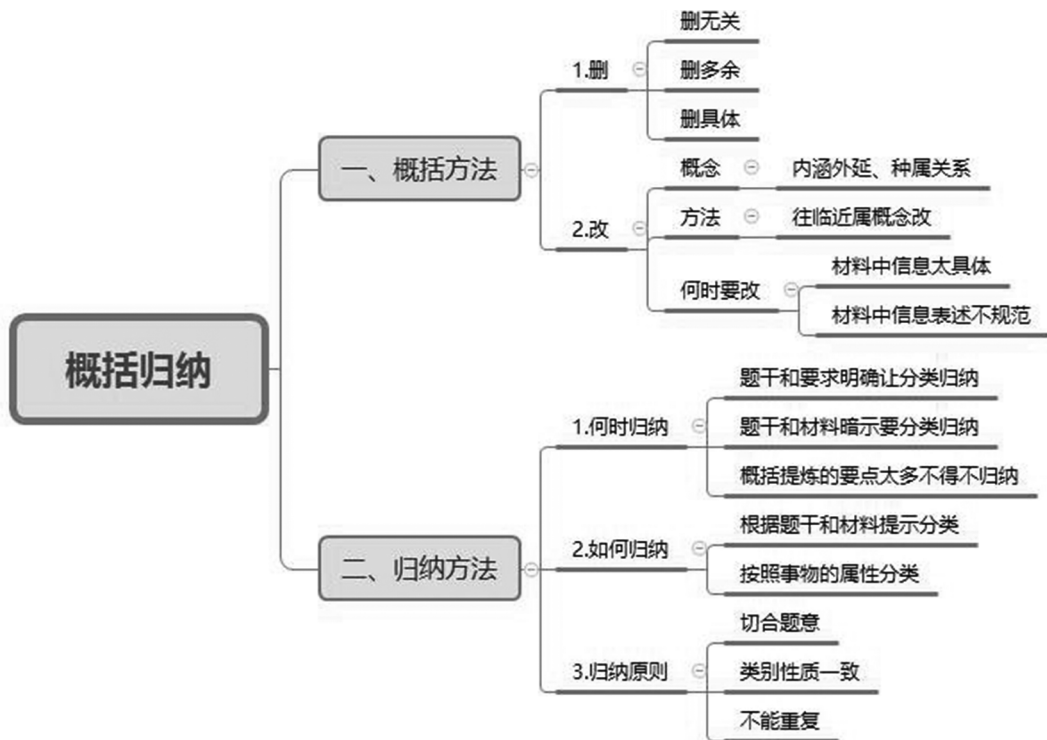 概括归纳
一、概括方法
1.删
删无关
删多余
删具体
2.改
概念
内涵外延、种属关系
方法
往临近属概念改
何时要改
材料中信息太具体
材料中信息表述不规范
二、归纳方法
1.何时归纳
题干和要求明确让分类归纳
题干和材料暗示要分类归纳
概括提炼的要点太多不得不归纳
2.如何归纳
根据题干和材料提示分类
按照事物的属性分类
3.归纳原则
切合题意
类别性质一致
不能重复